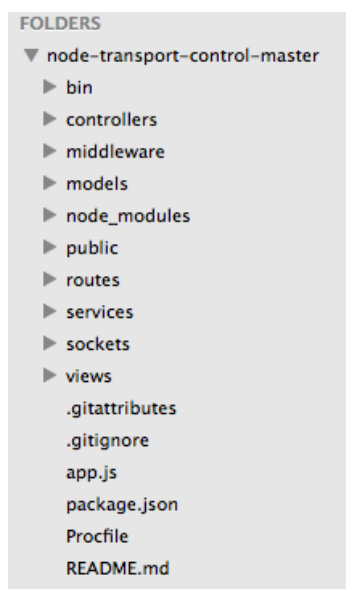 FOLDERS
node-transport-control-master
bin
controllers
middleware
models
node_modules
public
routes
services
sockets
views
.gitattributes
.gitignore
app.js
package.json
Procfile
README.md